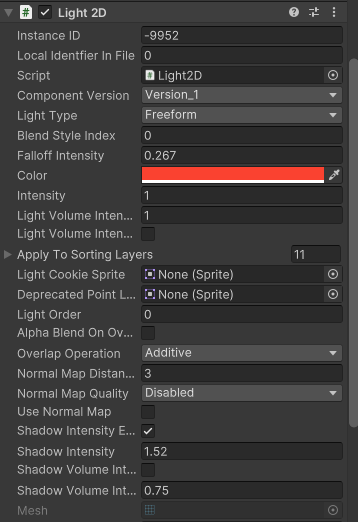 Light 2D
Instance ID -9952
Local Identfier In File 0
Script Light2D
Component Version Version_1
Light Type Freeform
Blend Style Index 0
Falloff Intensity 0.267
Color
Intensity 1
Light Volume Inten... 1
Light Volume Inten...
Apply To Sorting Layers 11
Light Cookie Sprite None (Sprite)
Deprecated Point L... None (Sprite)
Light Order 0
Alpha Blend On Ov...
Overlap Operation Additive
Normal Map Distan... 3
Normal Map Quality Disabled
Use Normal Map
Shadow Intensity E...
Shadow Intensity 1.52
Shadow Volume Int...
Shadow Volume Int... 0.75
Mesh